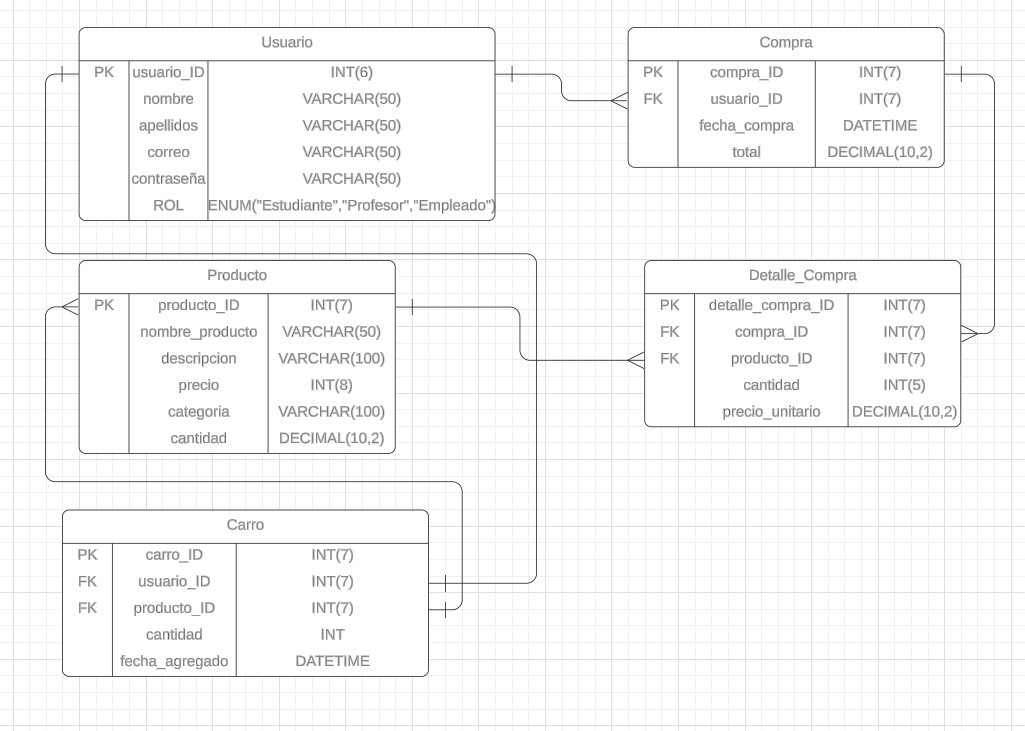 Usuario
PK usuario_ID INT(6)
nombre VARCHAR(50)
apellidos VARCHAR(50)
correo VARCHAR(50)
contraseña VARCHAR(50)
ROL ENUM("Estudiante","Profesor","Empleado")
Compra
PK compra_ID INT(7)
FK usuario_ID INT(7)
fecha_compra DATETIME
total DECIMAL(10,2)
Producto
PK producto_ID INT(7)
nombre_producto VARCHAR(50)
descripcion VARCHAR(100)
precio INT(8)
categoria VARCHAR(100)
cantidad DECIMAL(10,2)
Detalle_Compra
PK detalle_compra_ID INT(7)
FK compra_ID INT(7)
FK producto_ID INT(7)
cantidad INT(5)
precio_unitario DECIMAL(10,2)
Carro
PK carro_ID INT(7)
FK usuario_ID INT(7)
FK producto_ID INT(7)
cantidad INT
fecha_agregado DATETIME